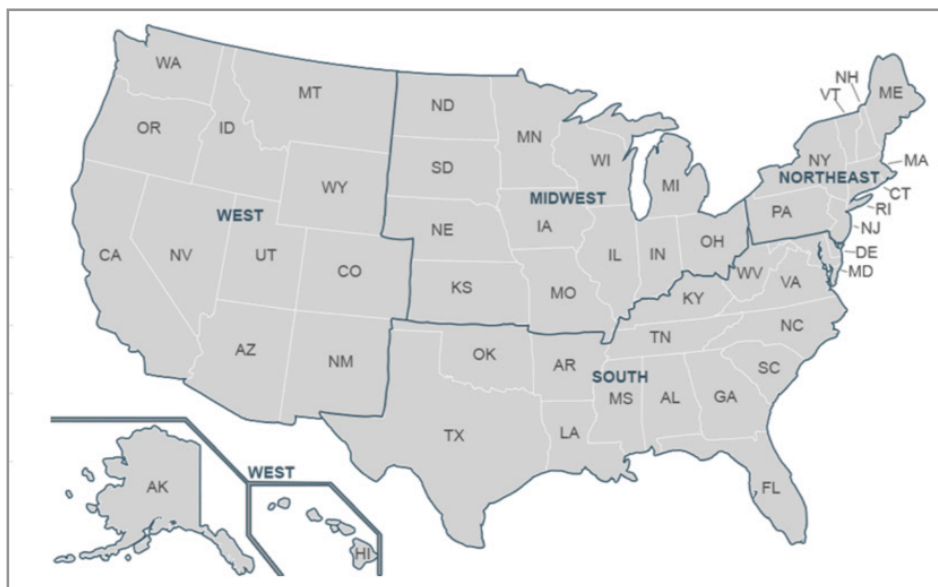 WA
MT
ND
MN
NH
VT
ME
OR
ID
SD
WI
MI
NY
MA
NORTHEAST
WY
MIDWEST
CT
WEST
PA
RI
NE
IA
NJ
CA
NV
UT
CO
IL
IN
OH
DE
WV
MD
KS
MO
KY
VA
NC
TN
AZ
NM
OK
AR
SC
SOUTH
MS
AL
GA
TX
LA
WEST
AK
FL
HI